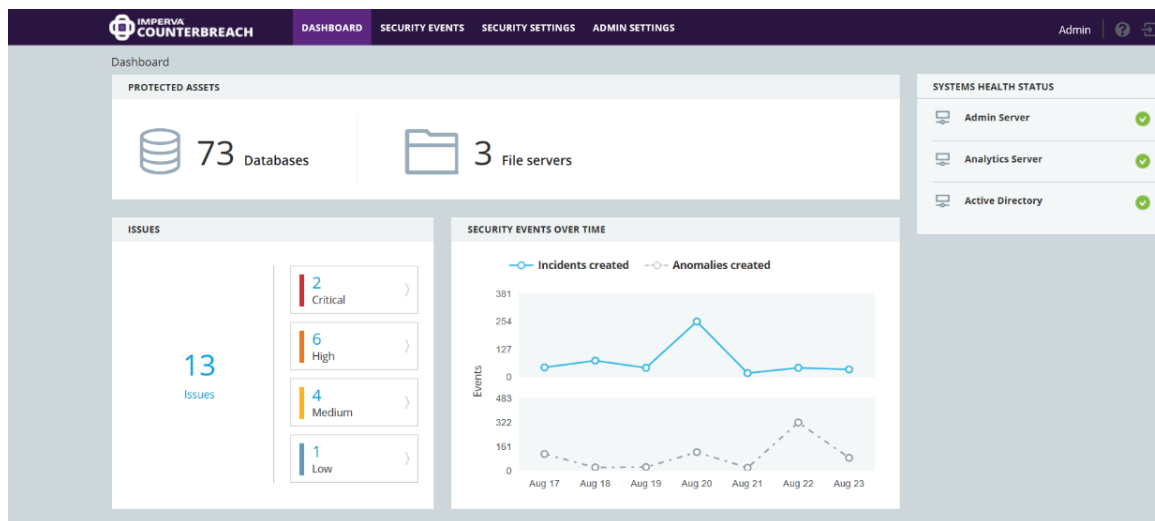 IMPERVA
COUNTERBREACH
DASHBOARD SECURITY EVENTS SECURITY SETTINGS ADMIN SETTINGS
Admin
Dashboard
PROTECTED ASSETS
73 Databases
3 File servers
SYSTEMS HEALTH STATUS
Admin Server
Analytics Server
Active Directory
ISSUES
13
Issues
2
Critical
6
High
4
Medium
1
Low
SECURITY EVENTS OVER TIME
Incidents created Anomalies created
Events
381
254
127
0
483
322
161
0
Aug 17 Aug 18 Aug 19 Aug 20 Aug 21 Aug 22 Aug 23